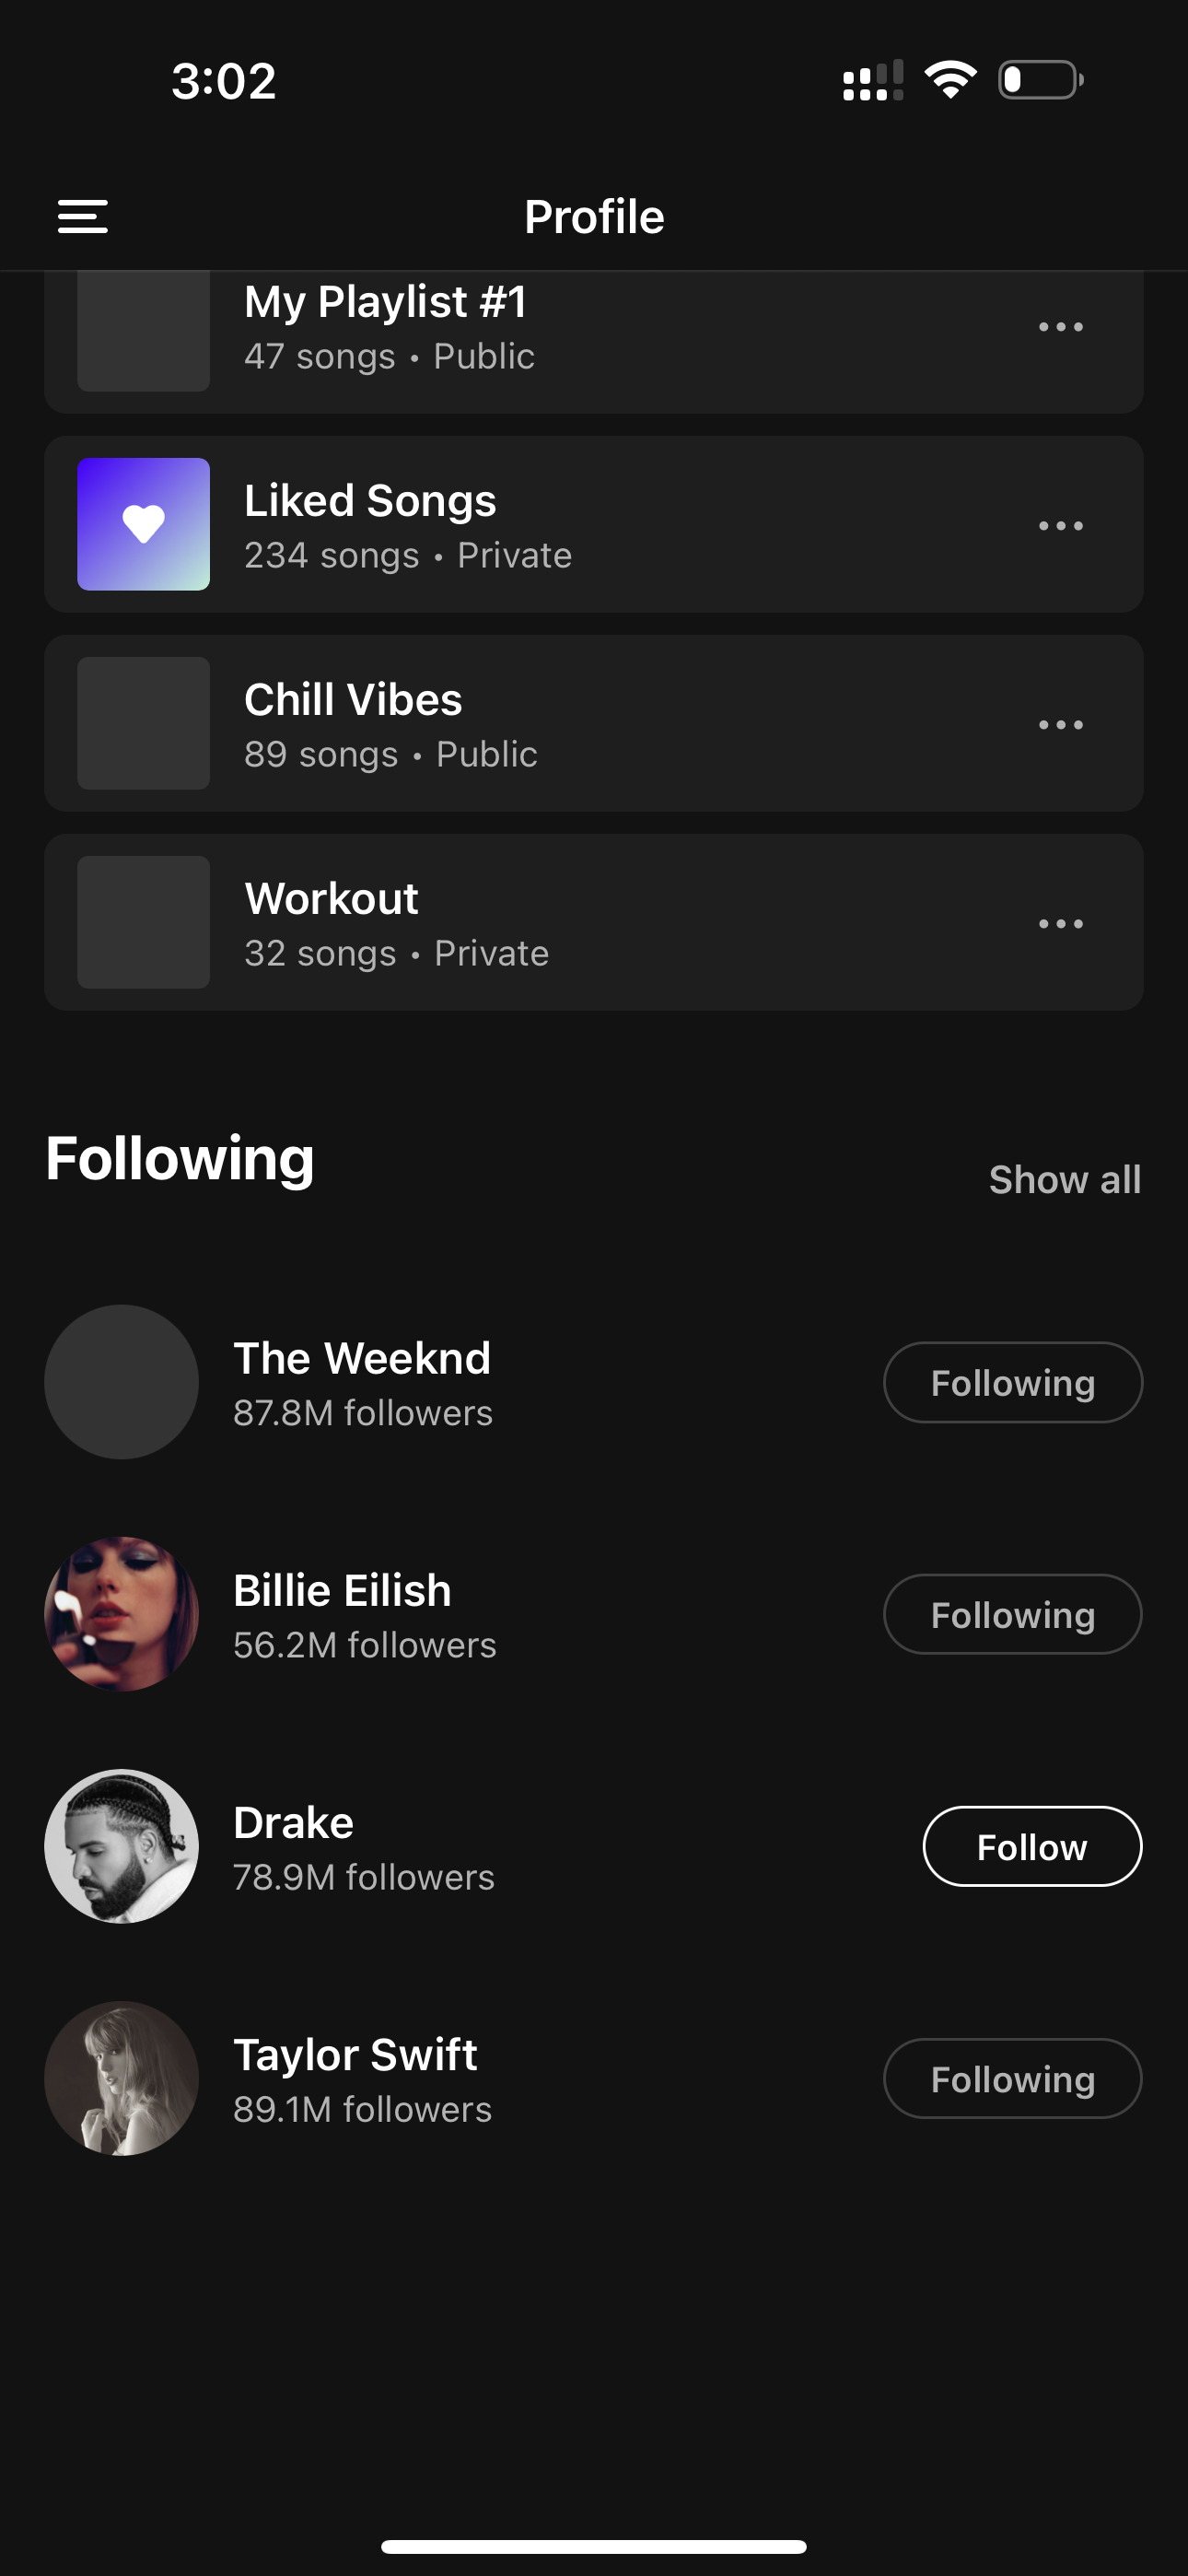 3:02
Profile
My Playlist #1
47 songs • Public
Liked Songs
234 songs • Private
Chill Vibes
89 songs • Public
Workout
32 songs • Private
Following
Show all
The Weeknd
87.8M followers
Following
Billie Eilish
56.2M followers
Following
Drake
78.9M followers
Follow
Taylor Swift
89.1M followers
Following